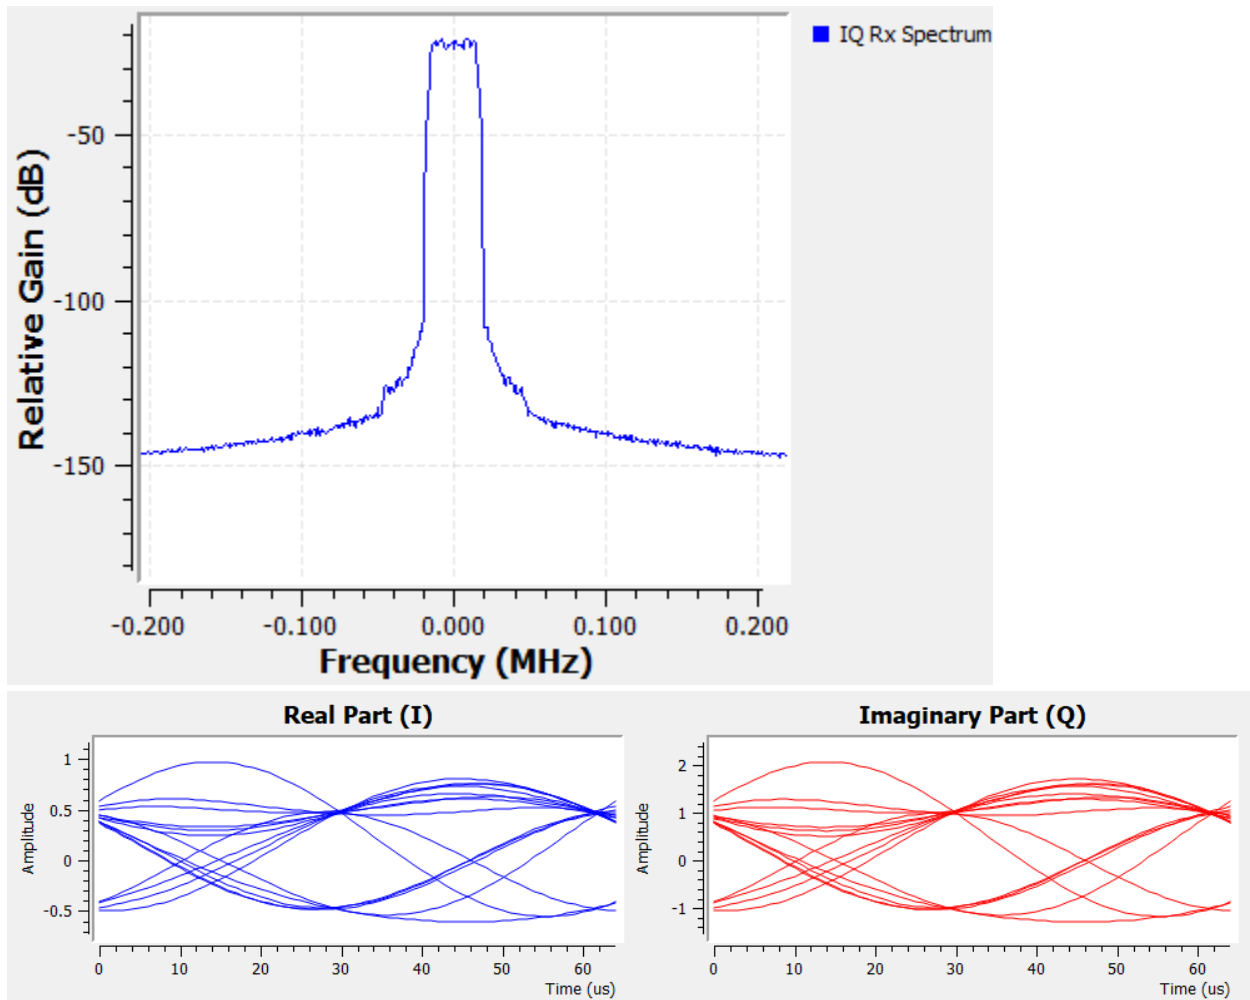 IQ Rx Spectrum
Relative Gain (dB)
-50
-100
-150
-0.200 -0.100 0.000 0.100 0.200
Frequency (MHz)
Real Part (I)
Amplitude
1
0.5
0
-0.5
0 10 20 30 40 50 60
Time (us)
Imaginary Part (Q)
Amplitude
2
1
0
-1
0 10 20 30 40 50 60
Time (us)